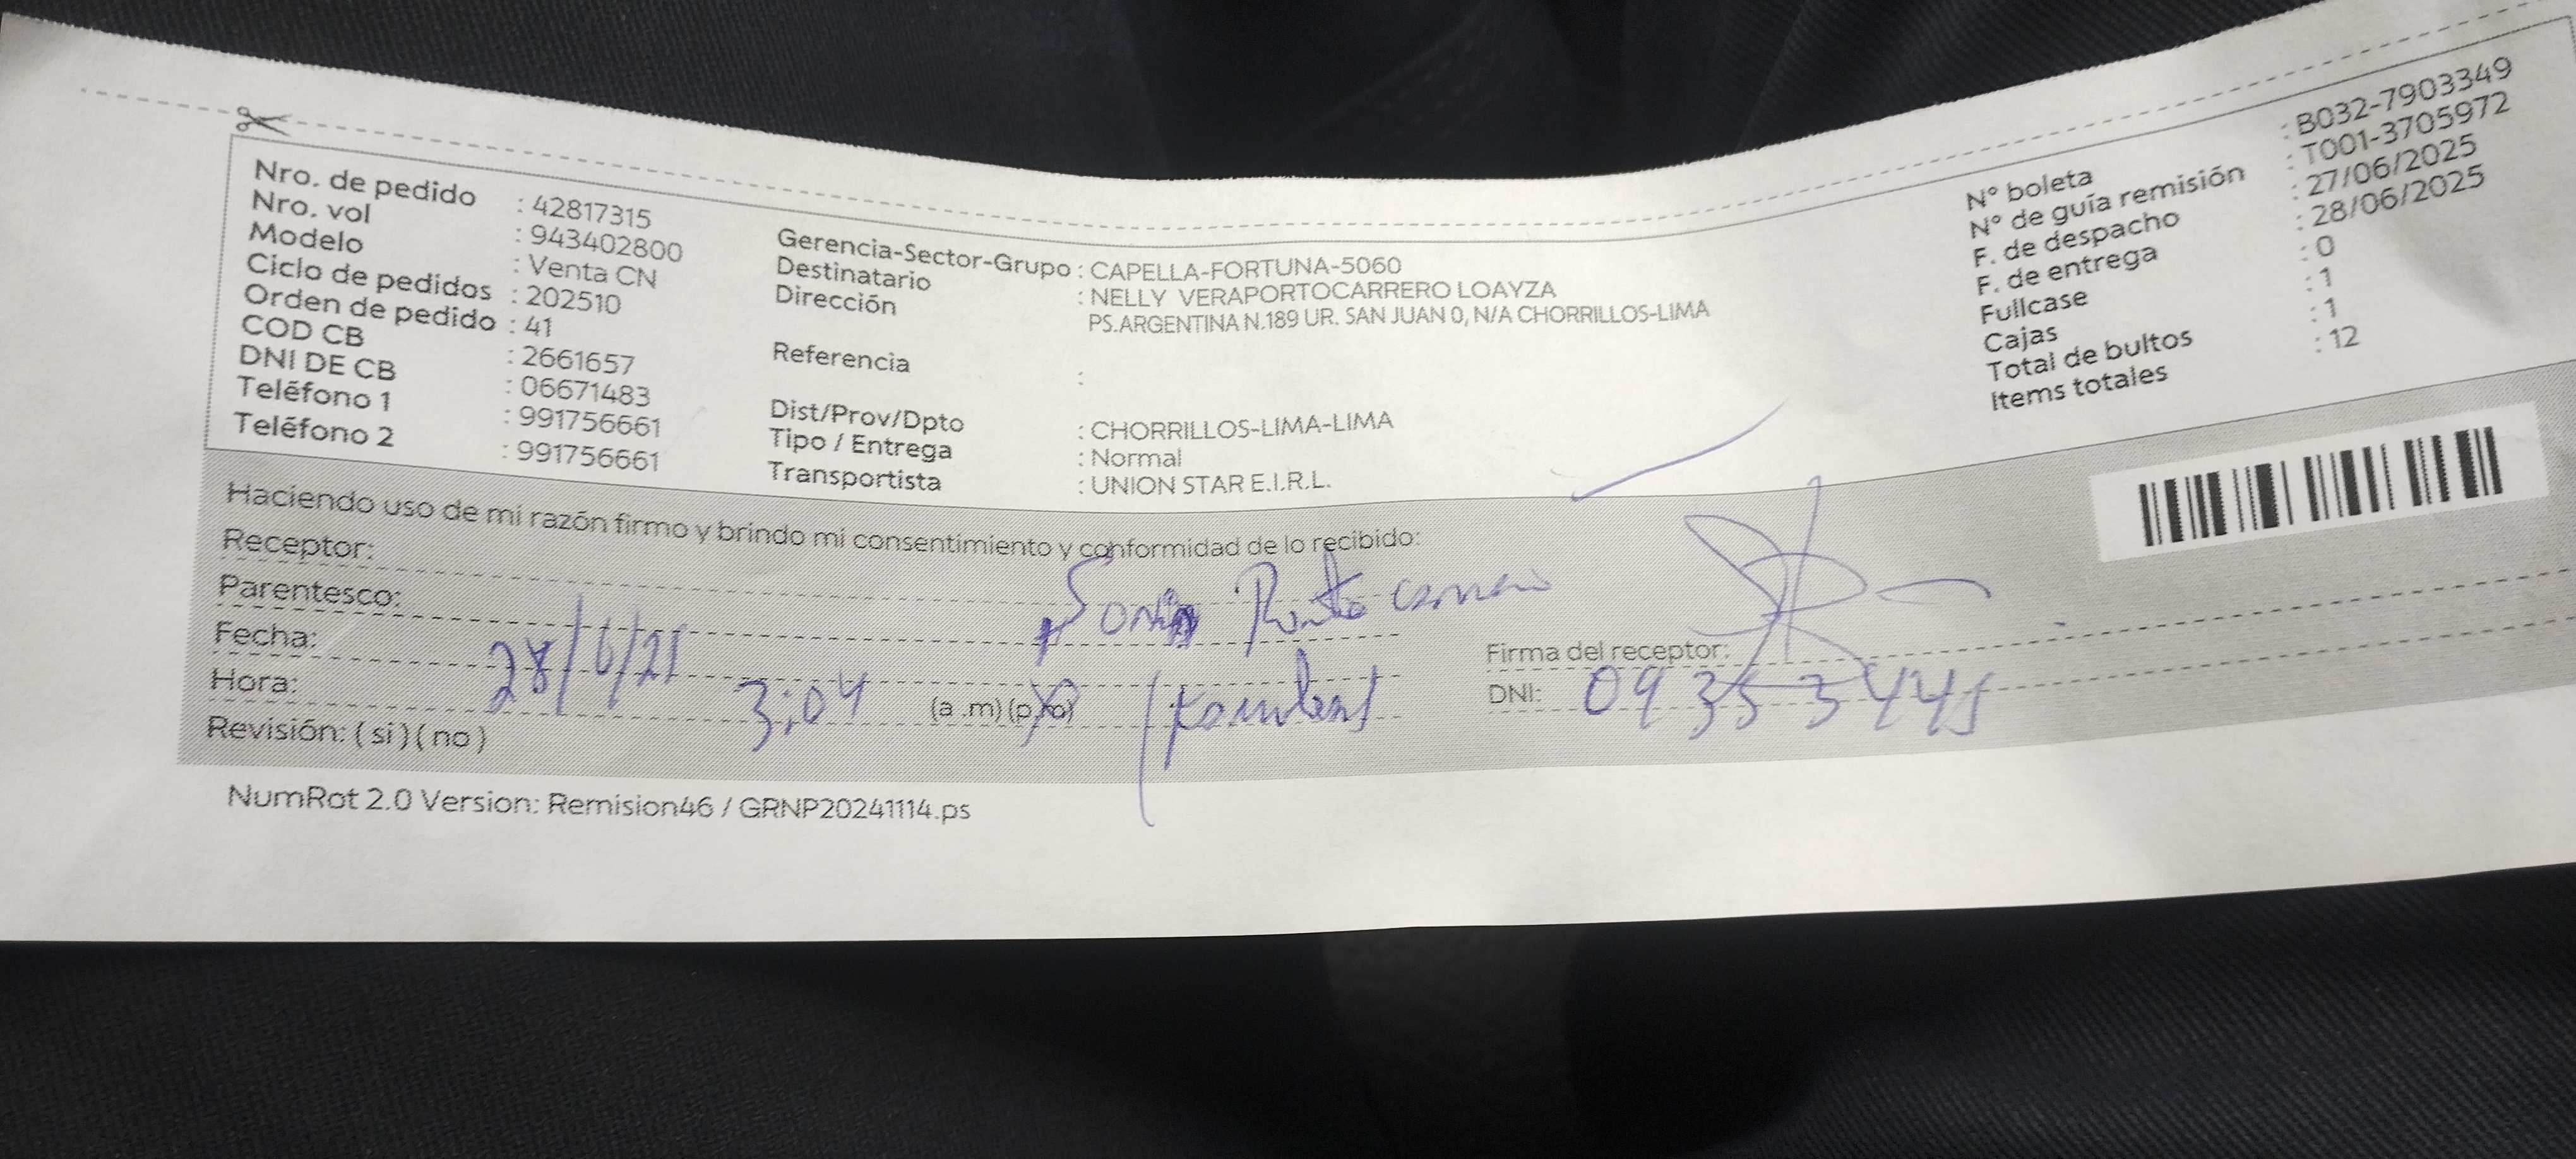 Nro. de pedido : 42817315
Nro. vol : 943402800
Modelo : Venta CN
Ciclo de pedidos : 202510
Orden de pedido : 41
COD CB : 2661657
DNI DE CB : 06671483
Teléfono 1 : 991756661
Teléfono 2 : 991756661
Gerencia-Sector-Grupo : CAPELLA-FORTUNA-5060
Destinatario : NELLY VERAPORTOCARRERO LOAYZA
Dirección : PS.ARGENTINA N.189 UR. SAN JUAN 0, N/A CHORRILLOS-LIMA
Referencia :
Dist/Prov/Dpto : CHORRILLOS-LIMA-LIMA
Tipo / Entrega : Normal
Transportista : UNION STAR E.I.R.L.
N° boleta : B032-7903349
N° de guía remisión : T001-3705972
F. de despacho : 27/06/2025
F. de entrega : 28/06/2025
Fullcase : 0
Cajas : 1
Total de bultos : 1
Items totales : 12
Haciendo uso de mi razón firmo y brindo mi consentimiento y conformidad de lo recibido:
Receptor: Sonia
Parentesco:
Fecha: 28/6/21
Hora: 3:04 (a .m)(p.m)
Revisión: (si)(no)
Firma del receptor:
DNI: 09353445
NumRot 2.0 Version: Remision46 / GRNP20241114.ps